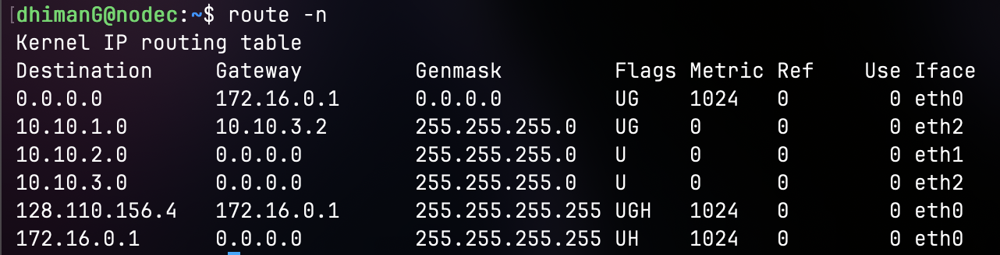 [dhimanG@nodec:~$ route -n
Kernel IP routing table
Destination     Gateway         Genmask         Flags Metric Ref    Use Iface
0.0.0.0         172.16.0.1      0.0.0.0         UG    1024   0        0 eth0
10.10.1.0       10.10.3.2       255.255.255.0   UG    0      0        0 eth2
10.10.2.0       0.0.0.0         255.255.255.0   U     0      0        0 eth1
10.10.3.0       0.0.0.0         255.255.255.0   U     0      0        0 eth2
128.110.156.4   172.16.0.1      255.255.255.255 UGH   1024   0        0 eth0
172.16.0.1      0.0.0.0         255.255.255.255 UH    1024   0        0 eth0